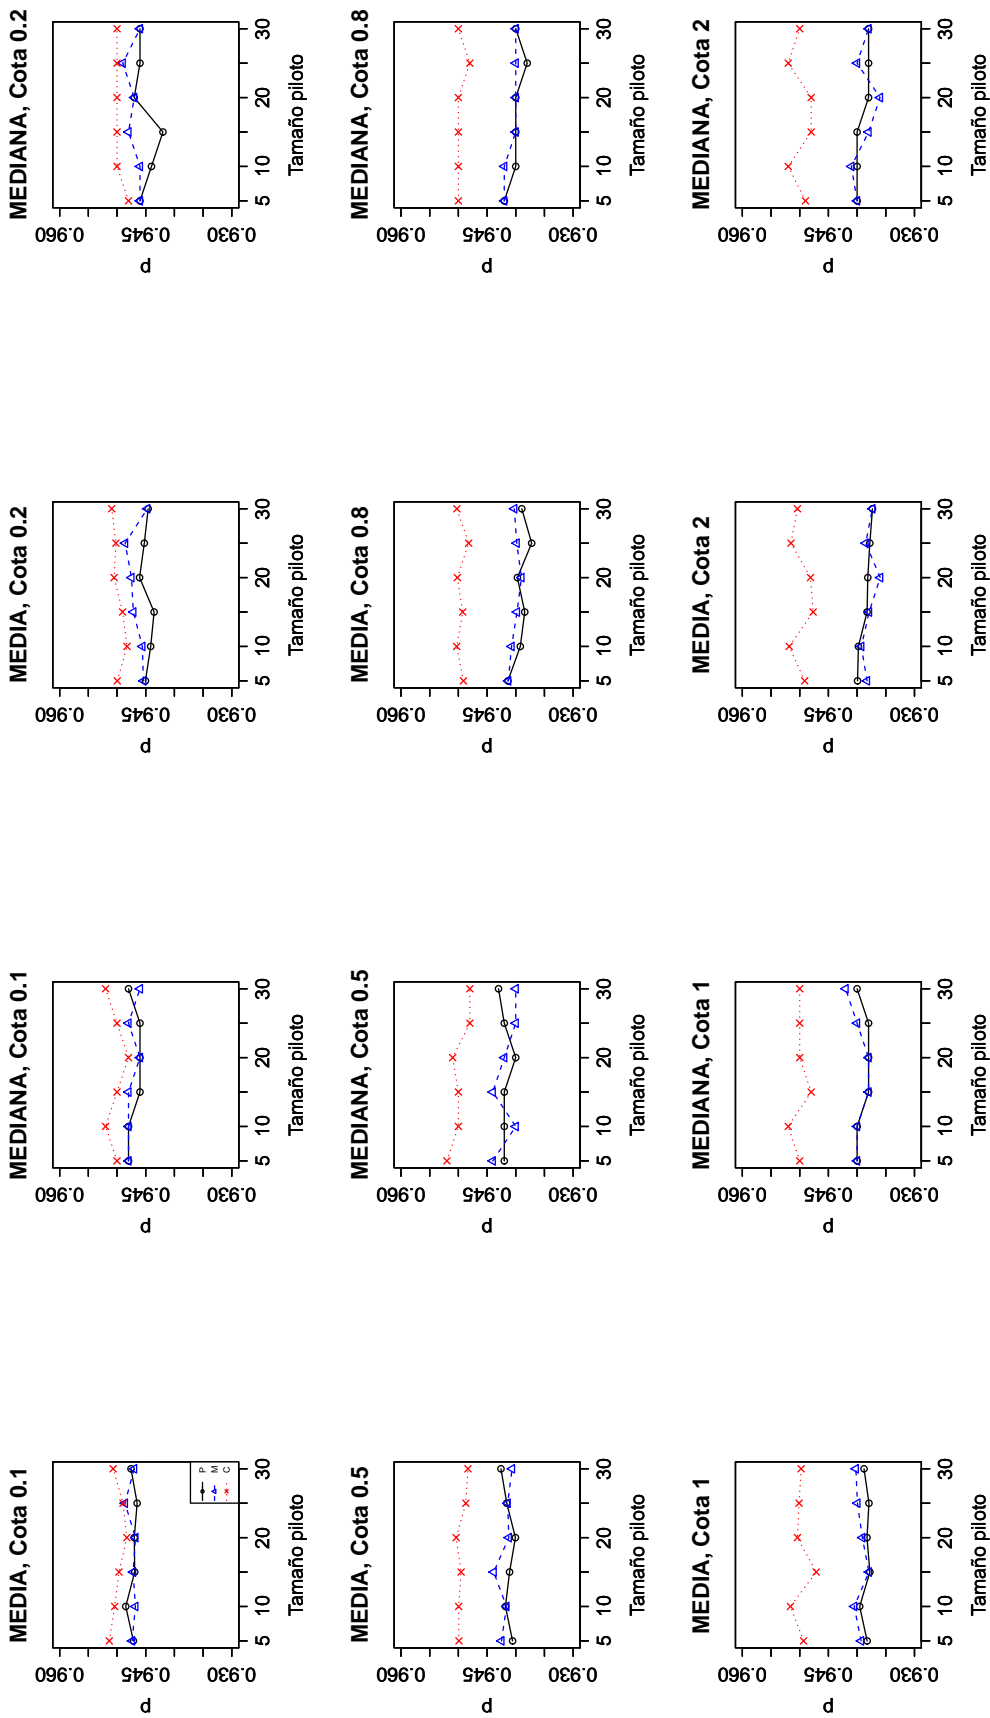 MEDIA, Cota 0.1
p
0.960
0.945
0.930
5 10 20 30
Tamaño piloto
P
M
C
MEDIANA, Cota 0.1
p
0.960
0.945
0.930
5 10 20 30
Tamaño piloto
MEDIA, Cota 0.2
p
0.960
0.945
0.930
5 10 20 30
Tamaño piloto
MEDIANA, Cota 0.2
p
0.960
0.945
0.930
5 10 20 30
Tamaño piloto
MEDIA, Cota 0.5
p
0.960
0.945
0.930
5 10 20 30
Tamaño piloto
MEDIANA, Cota 0.5
p
0.960
0.945
0.930
5 10 20 30
Tamaño piloto
MEDIA, Cota 0.8
p
0.960
0.945
0.930
5 10 20 30
Tamaño piloto
MEDIANA, Cota 0.8
p
0.960
0.945
0.930
5 10 20 30
Tamaño piloto
MEDIA, Cota 1
p
0.960
0.945
0.930
5 10 20 30
Tamaño piloto
MEDIANA, Cota 1
p
0.960
0.945
0.930
5 10 20 30
Tamaño piloto
MEDIA, Cota 2
p
0.960
0.945
0.930
5 10 20 30
Tamaño piloto
MEDIANA, Cota 2
p
0.960
0.945
0.930
5 10 20 30
Tamaño piloto